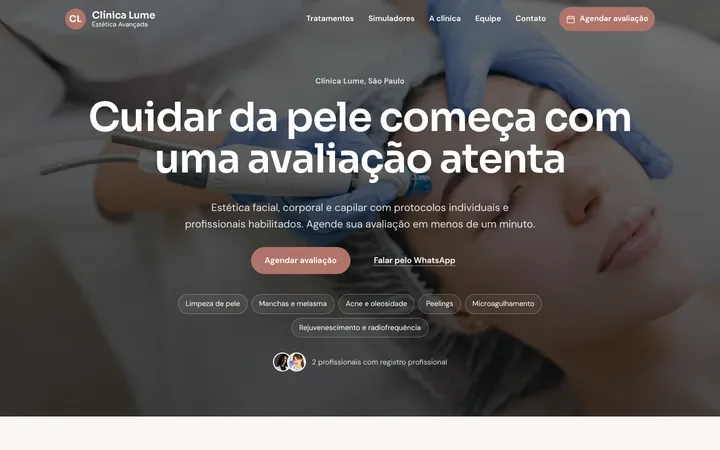 CL
Clínica Lume
Estética Avançada
Tratamentos
Simuladores
A clínica
Equipe
Contato
Agendar avaliação
Clínica Lume, São Paulo
Cuidar da pele começa com
uma avaliação atenta
Estética facial, corporal e capilar com protocolos individuais e
profissionais habilitados. Agende sua avaliação em menos de um minuto.
Agendar avaliação
Falar pelo WhatsApp
Limpeza de pele
Manchas e melasma
Acne e oleosidade
Peelings
Microagulhamento
Rejuvenescimento e radiofrequência
2 profissionais com registro profissional